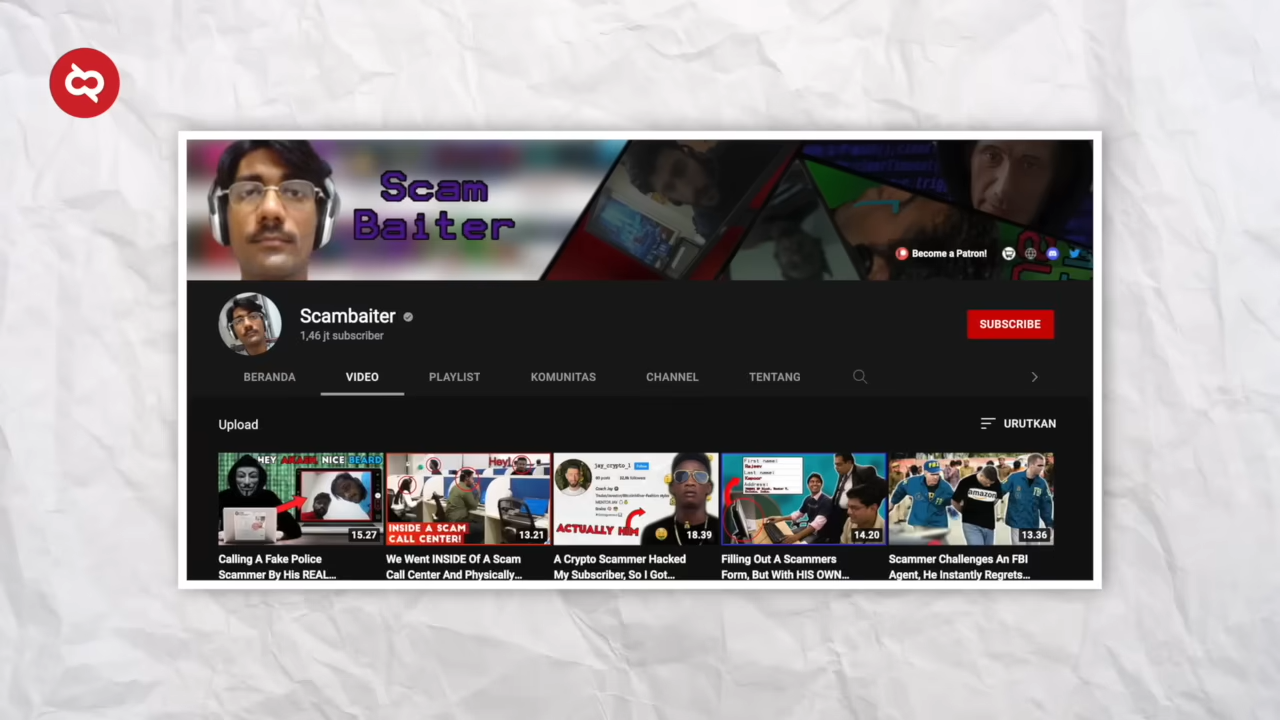 Scam
Baiter
Become a Patron!
Scambaiter
1,46 jt subscriber
SUBSCRIBE
BERANDA VIDEO PLAYLIST KOMUNITAS CHANNEL TENTANG
Upload
URUTKAN
HEY, NICE BEARD
15.27
Hey!
INSIDE A SCAM
CALL CENTER!
13.21
jay_crypto_1
ACTUALLY HIM
18.39
First name:
Rajeev
Last name:
Kapoor
Address:
14.20
FBI
amazon
13.36
Calling A Fake Police
Scammer By His REAL...
We Went INSIDE Of A Scam
Call Center And Physically...
A Crypto Scammer Hacked
My Subscriber, So I Got...
Filling Out A Scammers
Form, But With HIS OWN...
Scammer Challenges An FBI
Agent, He Instantly Regrets...